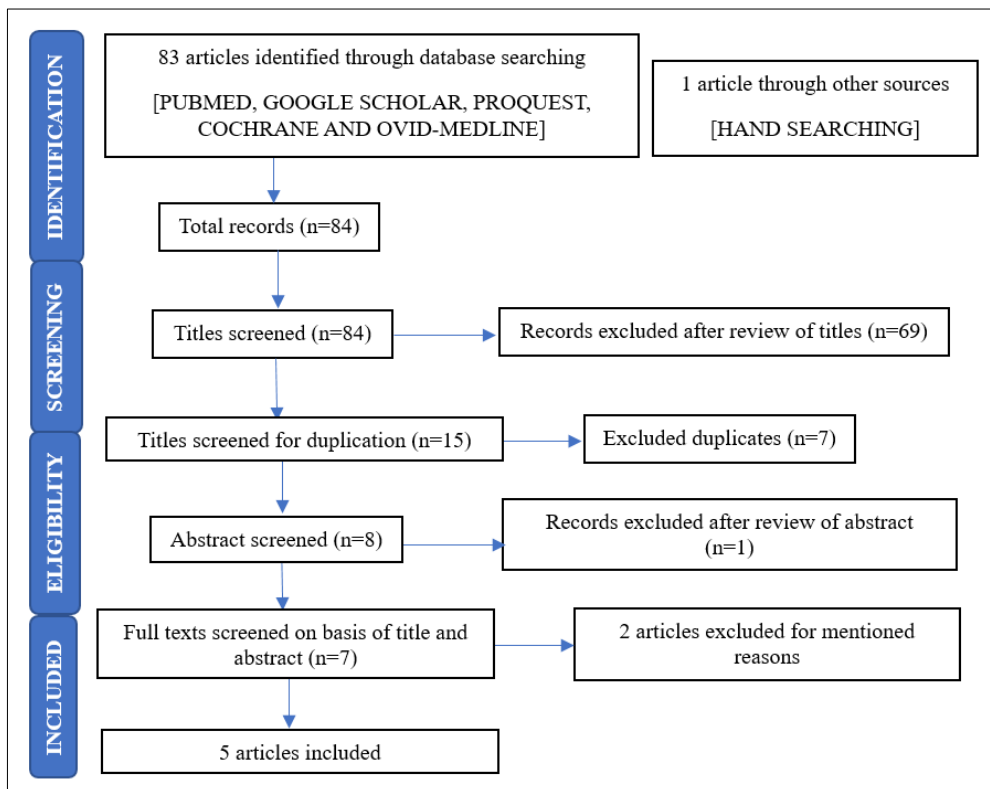 IDENTIFICATION
83 articles identified through database searching
[PUBMED, GOOGLE SCHOLAR, PROQUEST,
COCHRANE AND OVID-MEDLINE]
1 article through other sources
[HAND SEARCHING]
Total records (n=84)
SCREENING
Titles screened (n=84)
Records excluded after review of titles (n=69)
Titles screened for duplication (n=15)
Excluded duplicates (n=7)
ELIGIBILITY
Abstract screened (n=8)
Records excluded after review of abstract
(n=1)
Full texts screened on basis of title and
abstract (n=7)
2 articles excluded for mentioned
reasons
INCLUDED
5 articles included